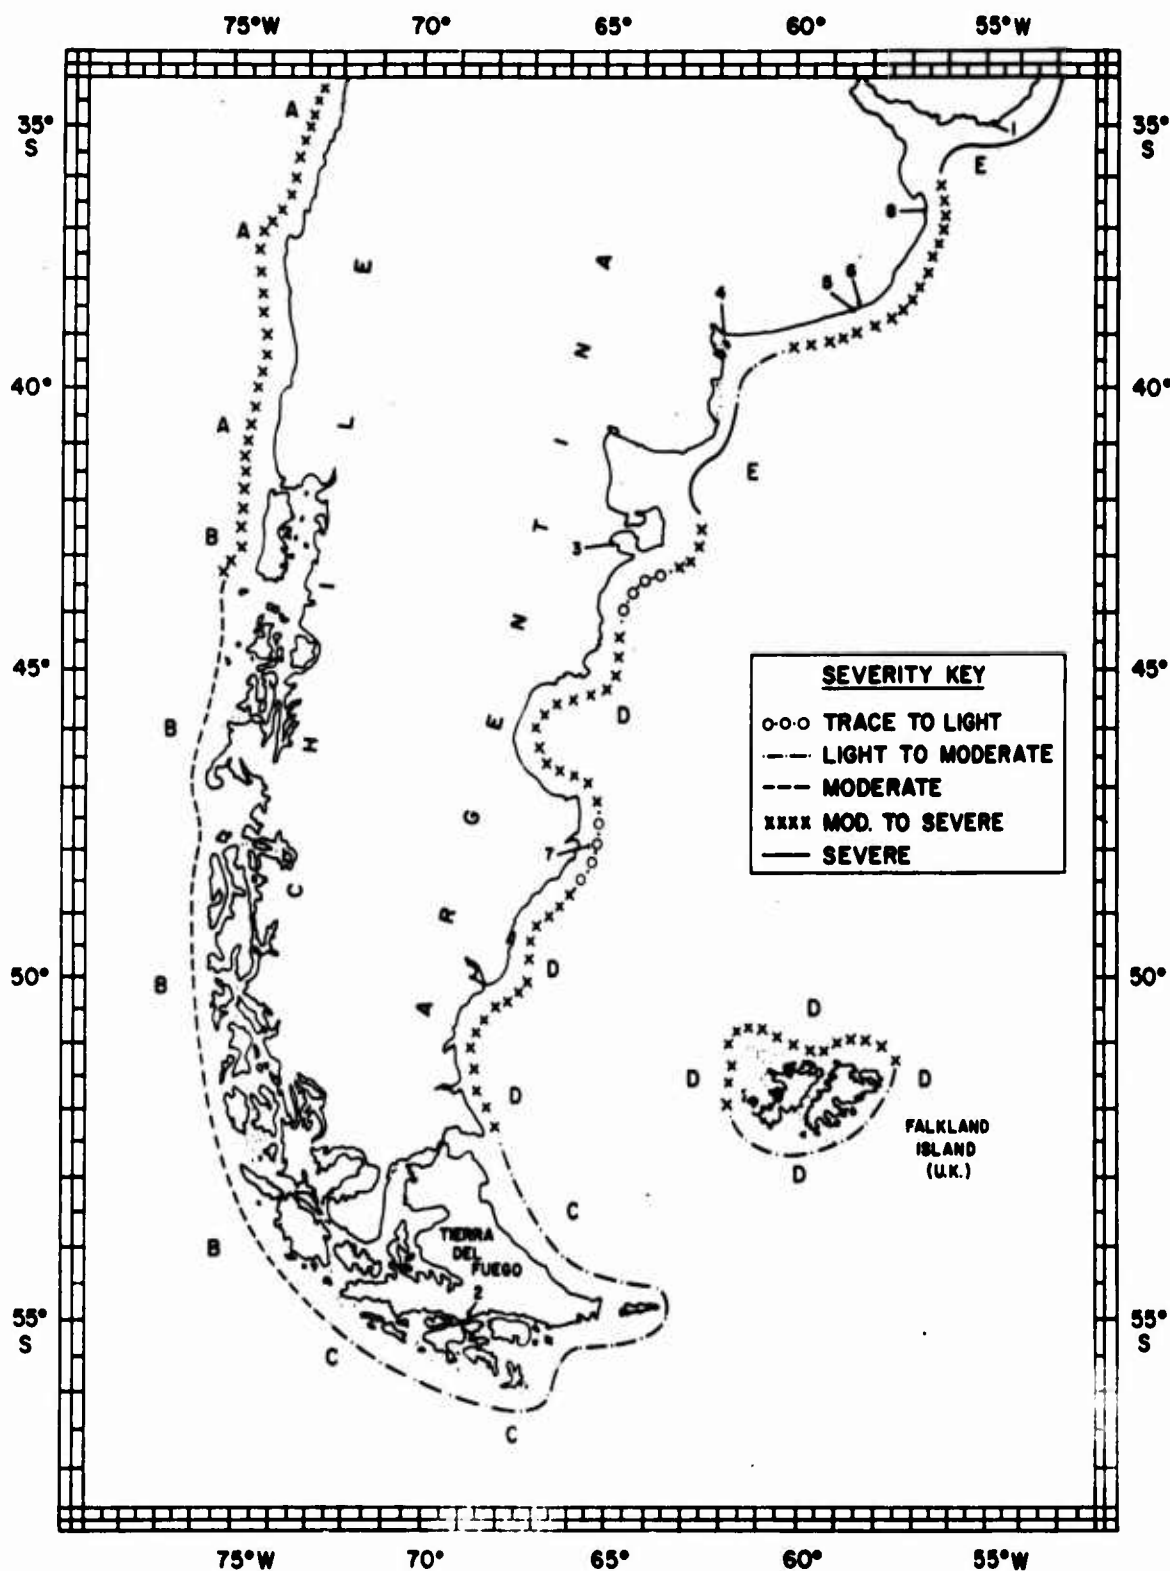 75°W 70° 65° 60° 55°W
A
35°
S
35°
S
1
E
A
8
E
A
6
5
4
N
40°
40°
A
L
I
E
B
T
3
I
N
45°
45°
SEVERITY KEY
o-o-o TRACE TO LIGHT
LIGHT TO MODERATE
MODERATE
xxxx MOD. TO SEVERE
SEVERE
B
E
D
H
G
7
C
R
B
50°
50°
D
A
D
D
D
D
FALKLAND
ISLAND
(U.K.)
D
C
B
TIERRA
DEL
FUEGO
2
55°
S
55°
S
C
C
75°W 70° 65° 60° 55°W